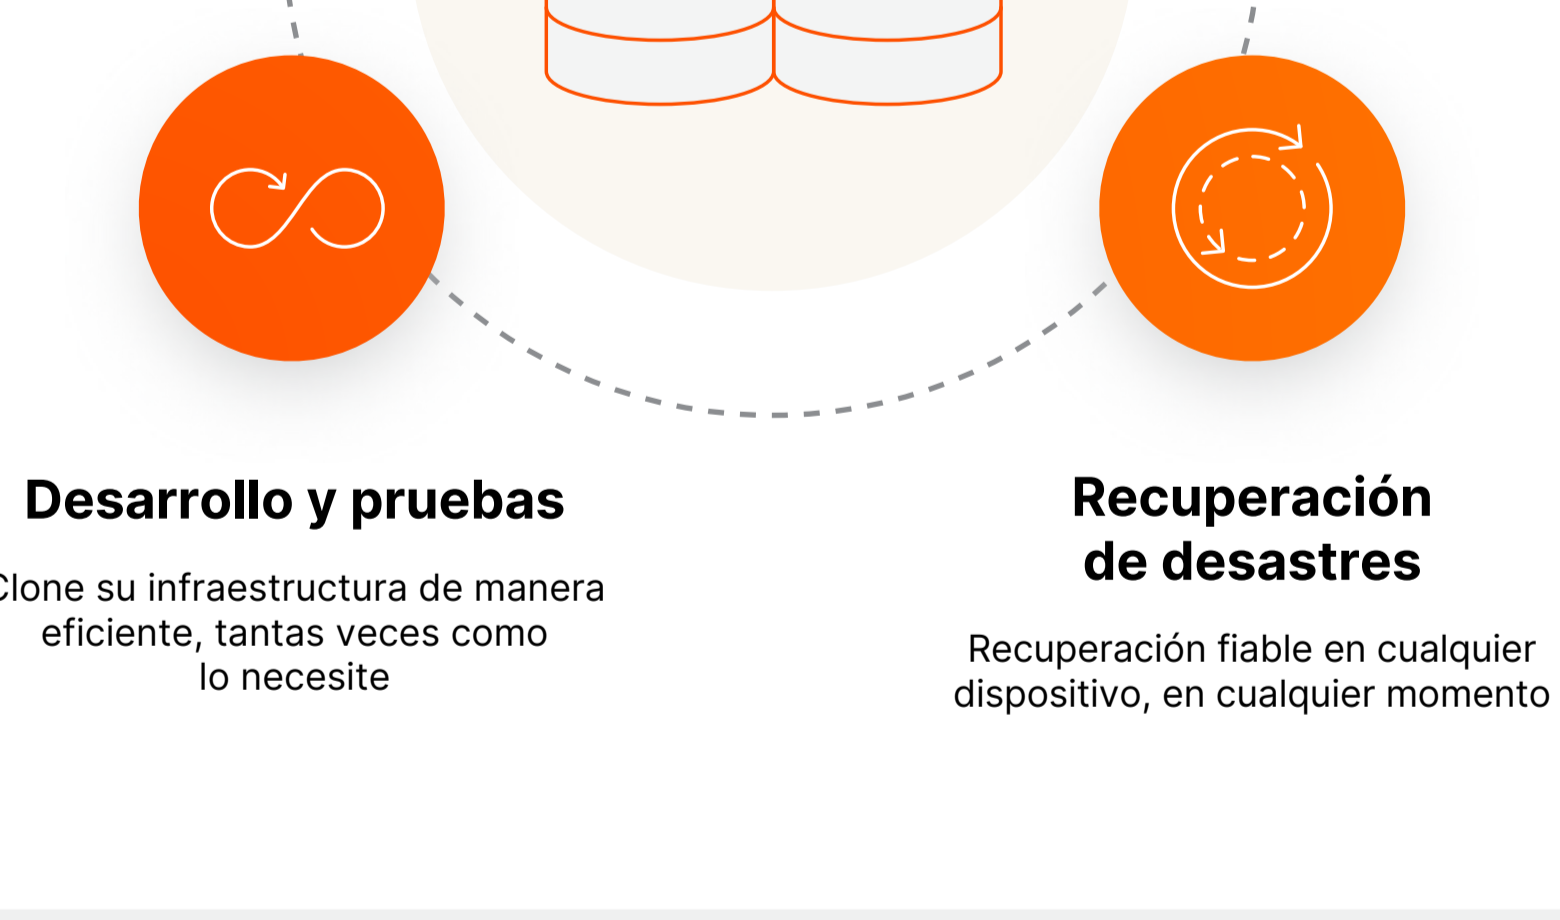 Desarrollo y pruebas
Clone su infraestructura de manera
eficiente, tantas veces como
lo necesite
Recuperación
de desastres
Recuperación fiable en cualquier
dispositivo, en cualquier momento